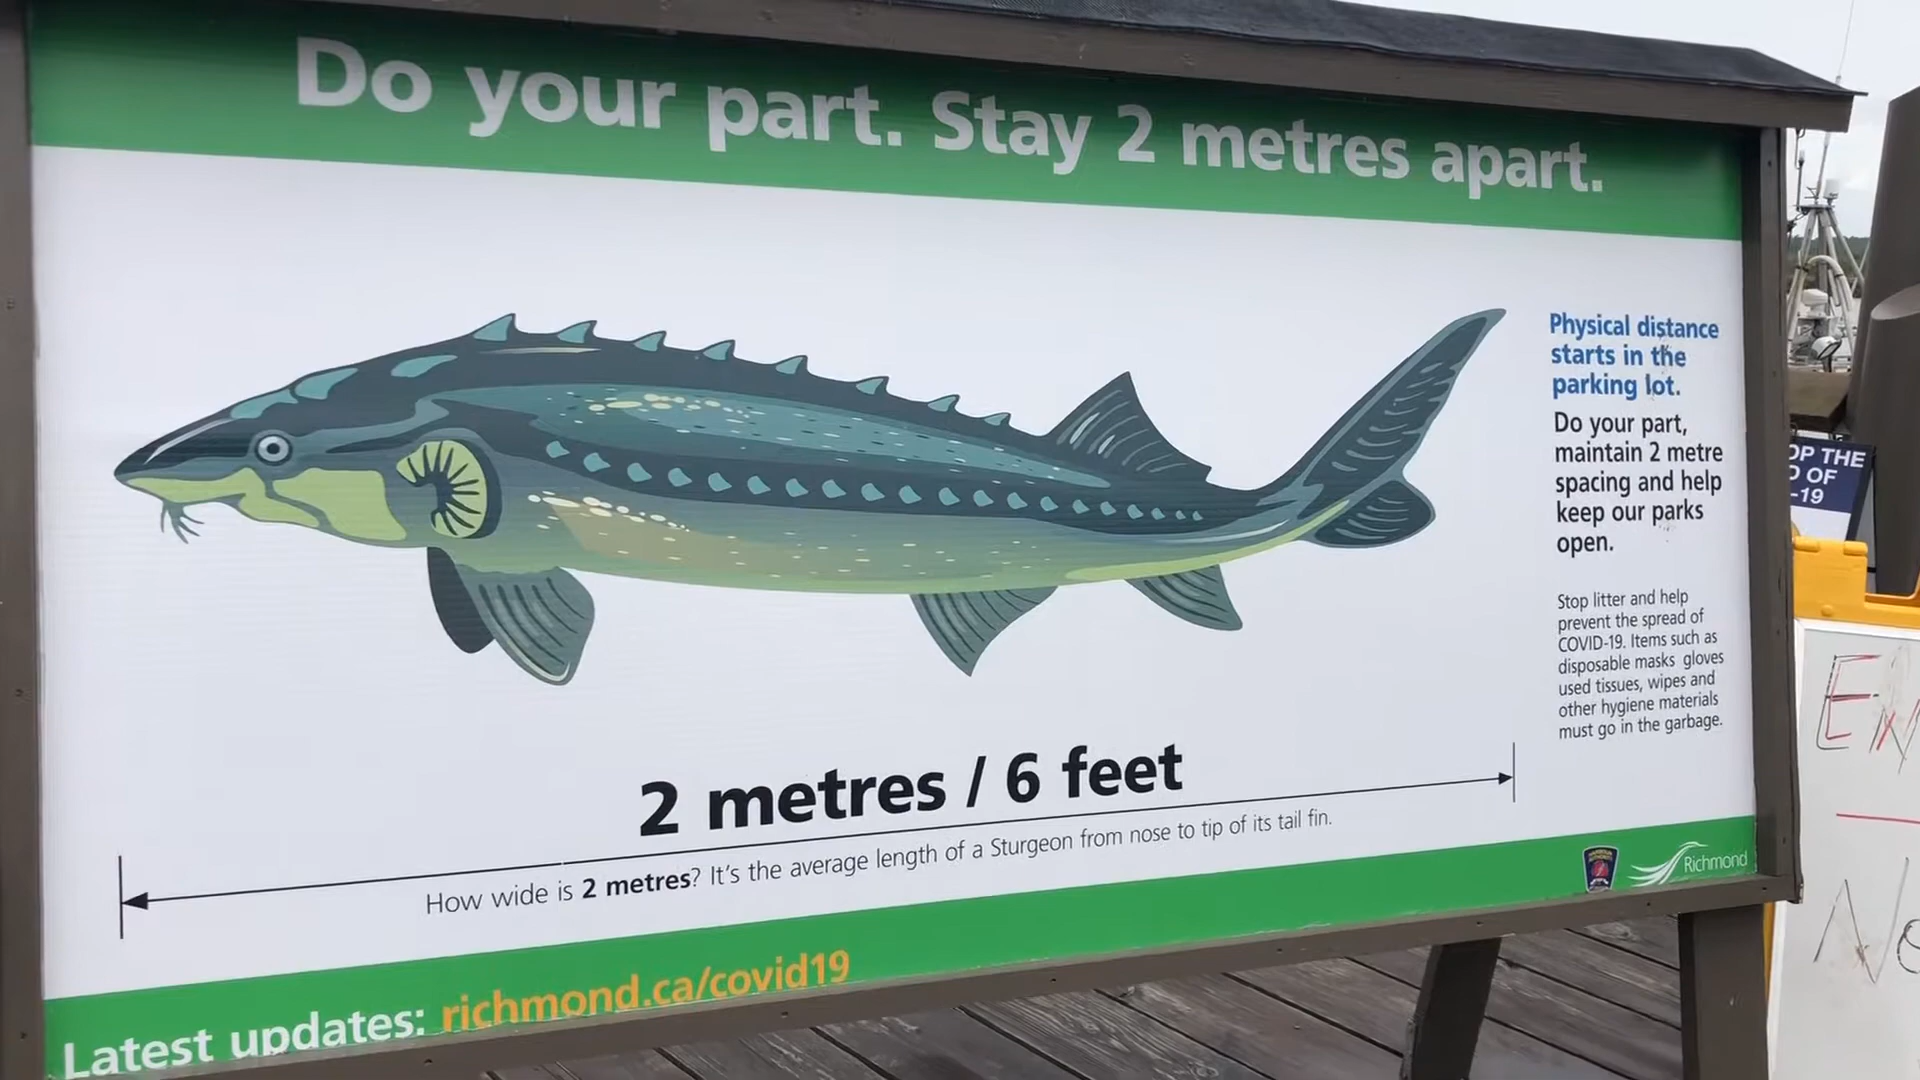 Do your part. Stay 2 metres apart.
Physical distance
starts in the
parking lot.
Do your part,
maintain 2 metre
spacing and help
keep our parks
open.
Stop litter and help
prevent the spread of
COVID-19. Items such as
disposable masks gloves
used tissues, wipes and
other hygiene materials
must go in the garbage.
2 metres / 6 feet
How wide is 2 metres? It's the average length of a Sturgeon from nose to tip of its tail fin.
Richmond
Latest updates: richmond.ca/covid19
OP THE
OF
-19